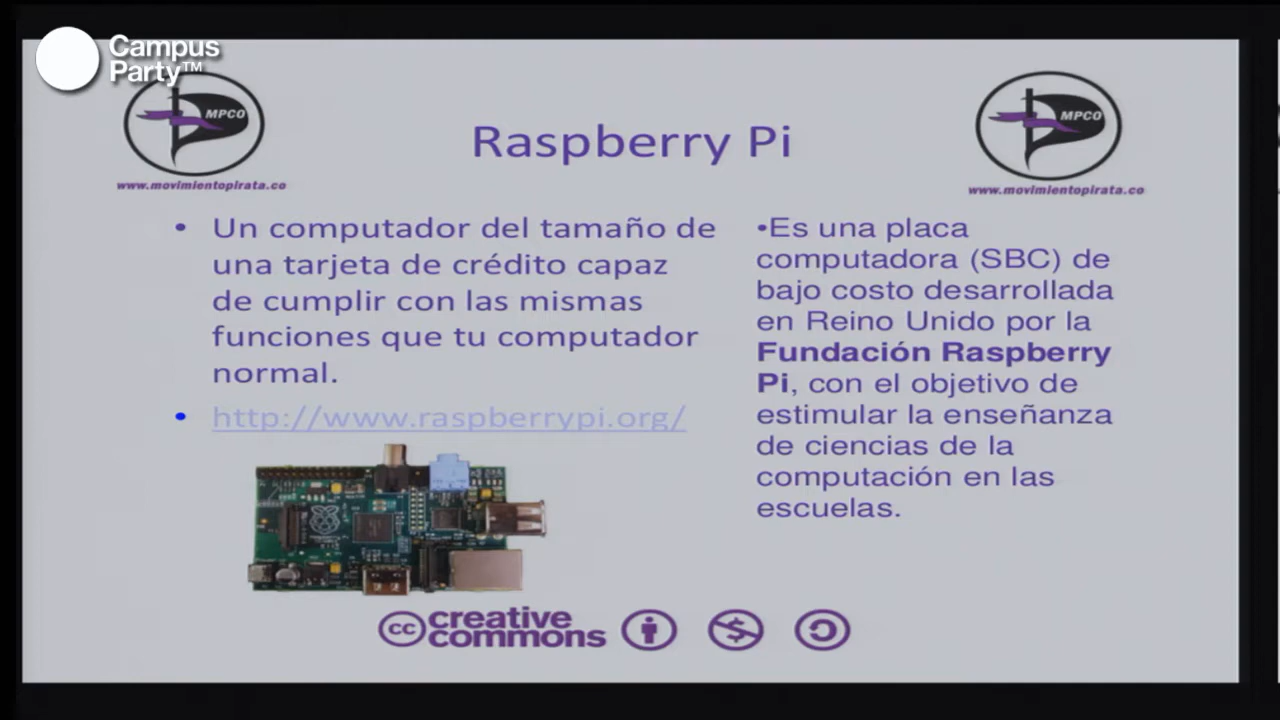 Campus
Party™
MPCO
www.movimientopirata.co
MPCO
www.movimientopirata.co
Raspberry Pi
• Un computador del tamaño de
una tarjeta de crédito capaz
de cumplir con las mismas
funciones que tu computador
normal.
• http://www.raspberrypi.org/
•Es una placa
computadora (SBC) de
bajo costo desarrollada
en Reino Unido por la
Fundación Raspberry
Pi, con el objetivo de
estimular la enseñanza
de ciencias de la
computación en las
escuelas.
cc creative
commons